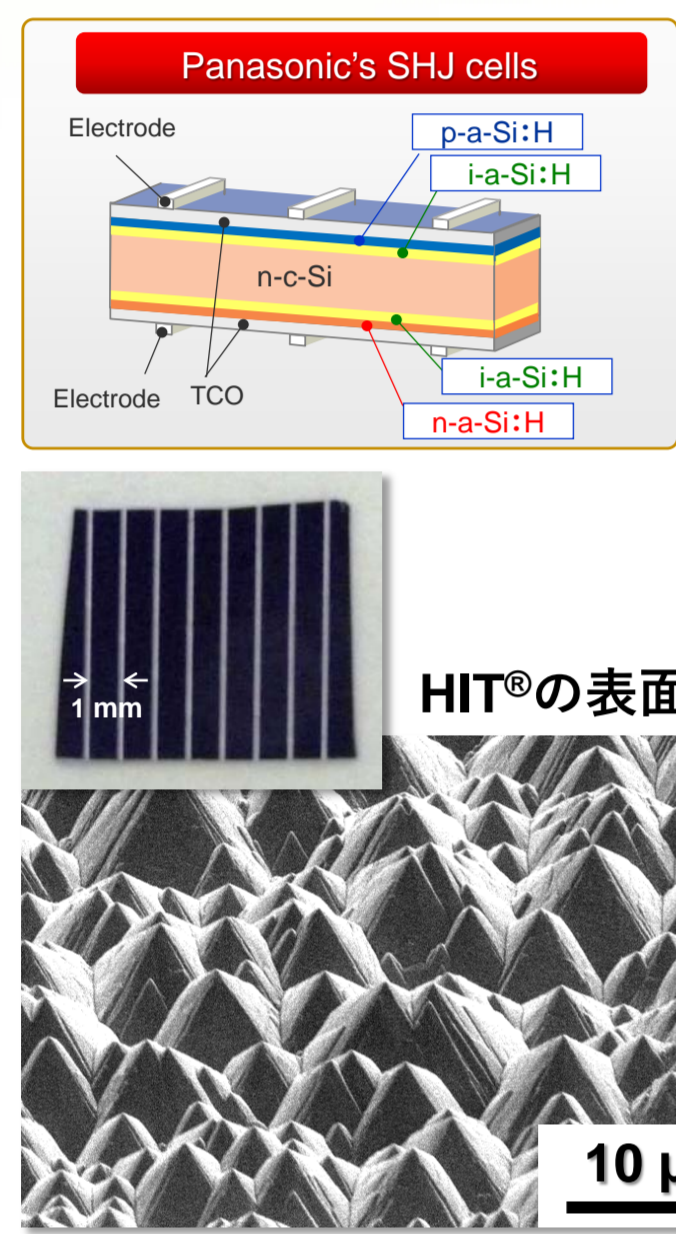 Panasonic’s SHJ cells
Electrode
p-a-Si:H
i-a-Si:H
n-c-Si
Electrode
TCO
i-a-Si:H
n-a-Si:H
1 mm
HIT®の表面
10 μ